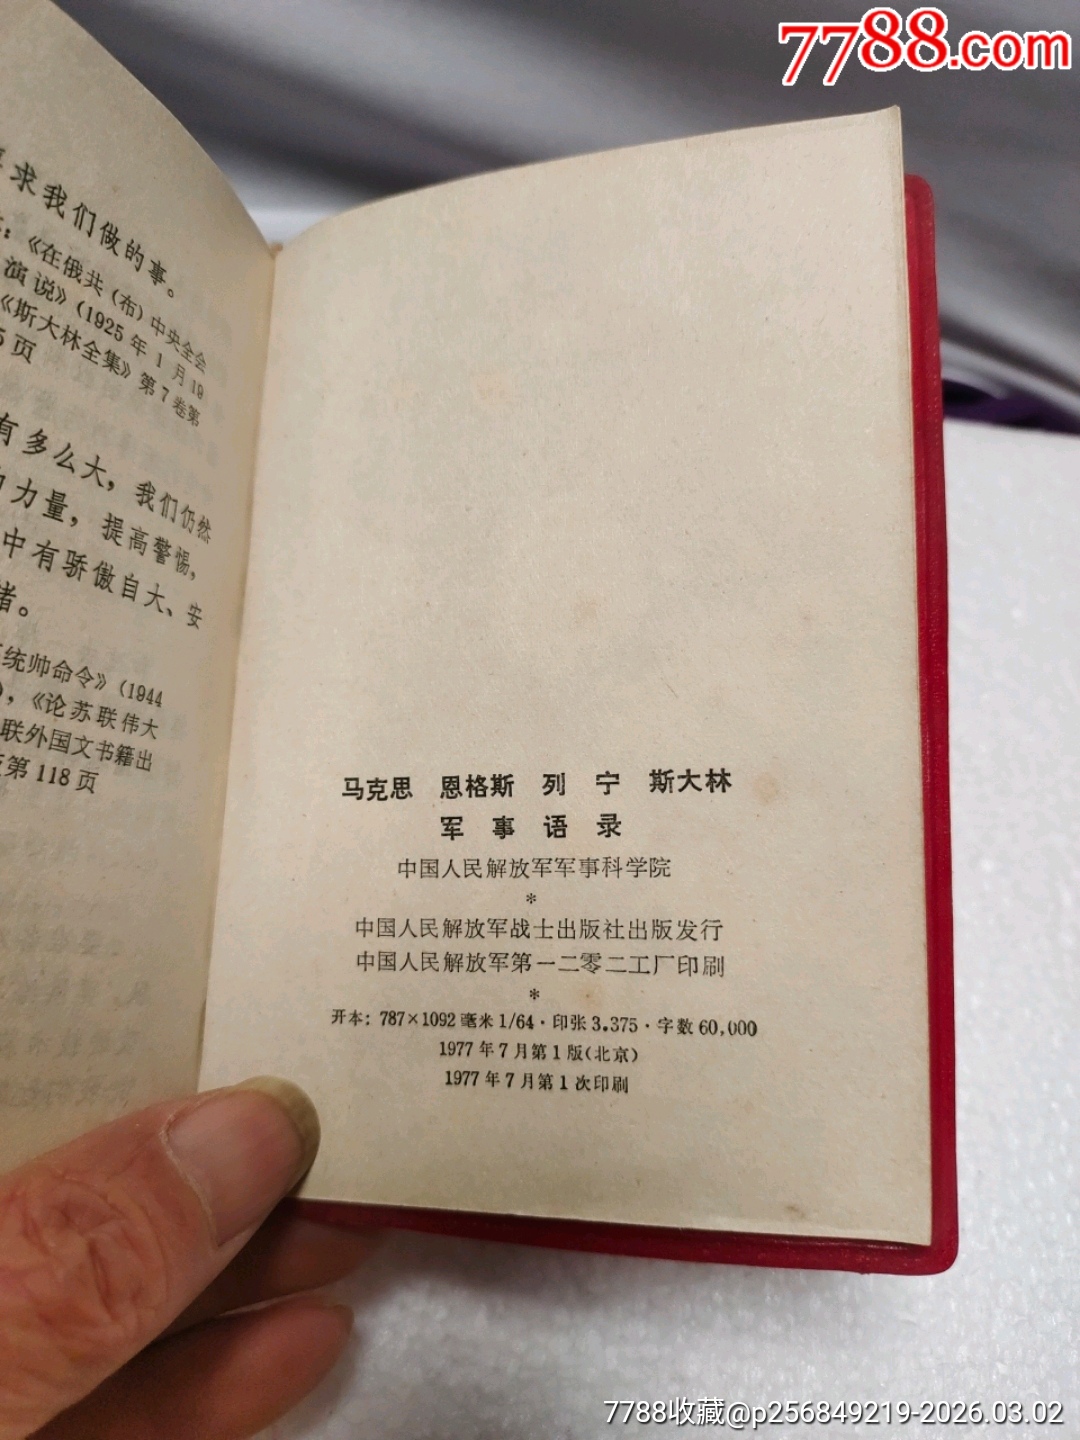 7788.com
求我们做的事。
：《在俄共(布)中央全会
演说》(1925年1月19
《斯大林全集》第7卷第
5页
有多么大，我们仍然
力量，提高警惕，
中有骄傲自大、安
绪。
统帅命令》(1944
)，《论苏联伟大
联外国文书籍出
第118页
马克思 恩格斯 列宁 斯大林
军事语录
中国人民解放军军事科学院
*
中国人民解放军战士出版社出版发行
中国人民解放军第一二零二工厂印刷
*
开本：787×1092毫米1/64·印张3.375·字数60,000
1977年7月第1版(北京)
1977年7月第1次印刷
7788收藏@p256849219-2026.03.02